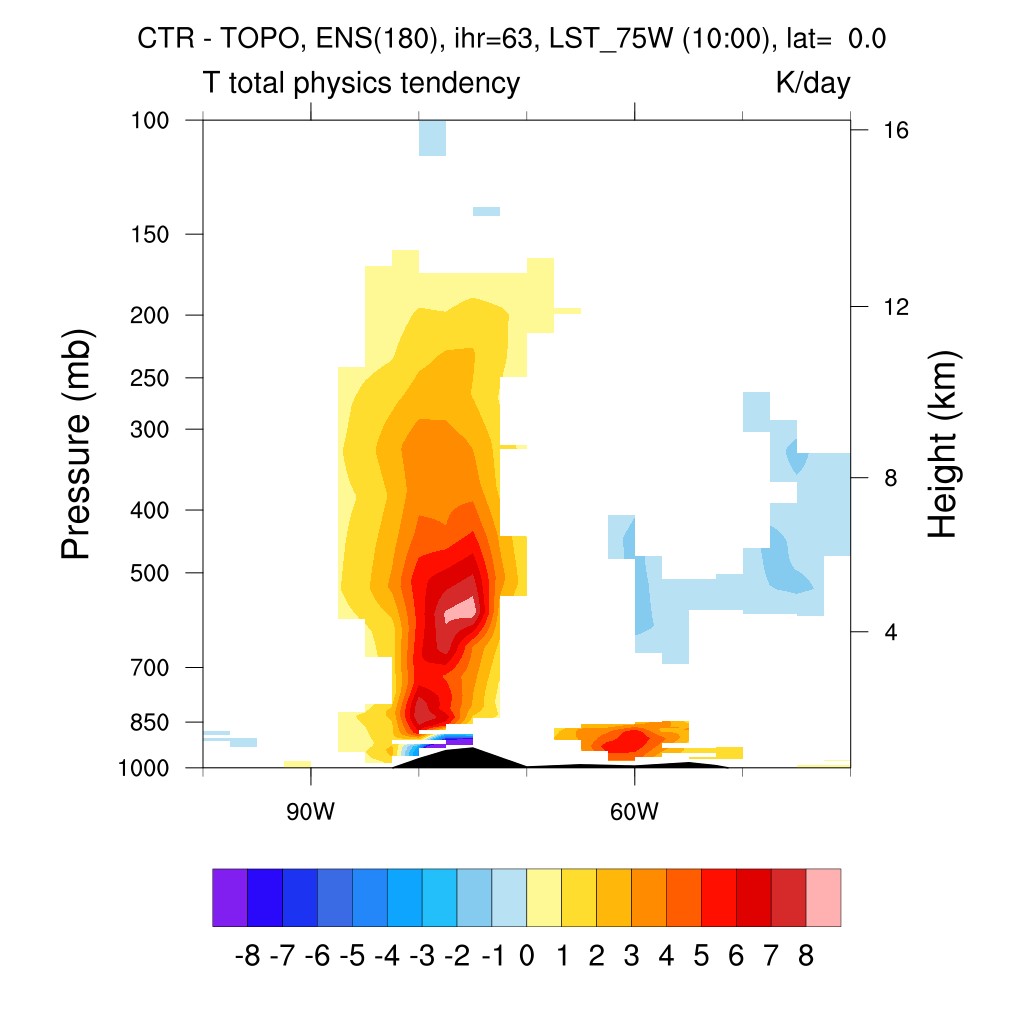 CTR - TOPO, ENS(180), ihr=63, LST_75W (10:00), lat=  0.0
T total physics tendency K/day
100
150
200
250
300
400
500
700
850
1000
Pressure (mb)
16
12
8
4
Height (km)
90W 60W
-8 -7 -6 -5 -4 -3 -2 -1 0 1 2 3 4 5 6 7 8